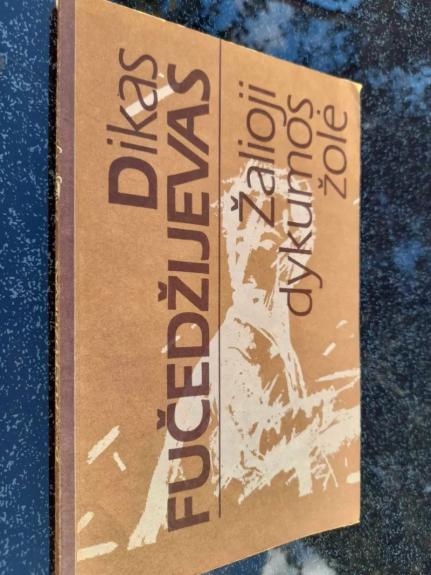 Dikas
FUČEDŽIJEVAS
Žalioji
dykumos
žolė